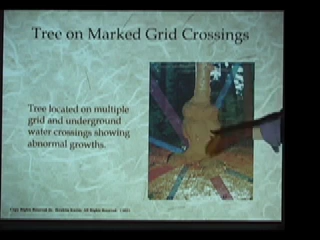 Tree on Marked Grid Crossings
Tree located on multiple
grid and underground
water crossings showing
abnormal growths.